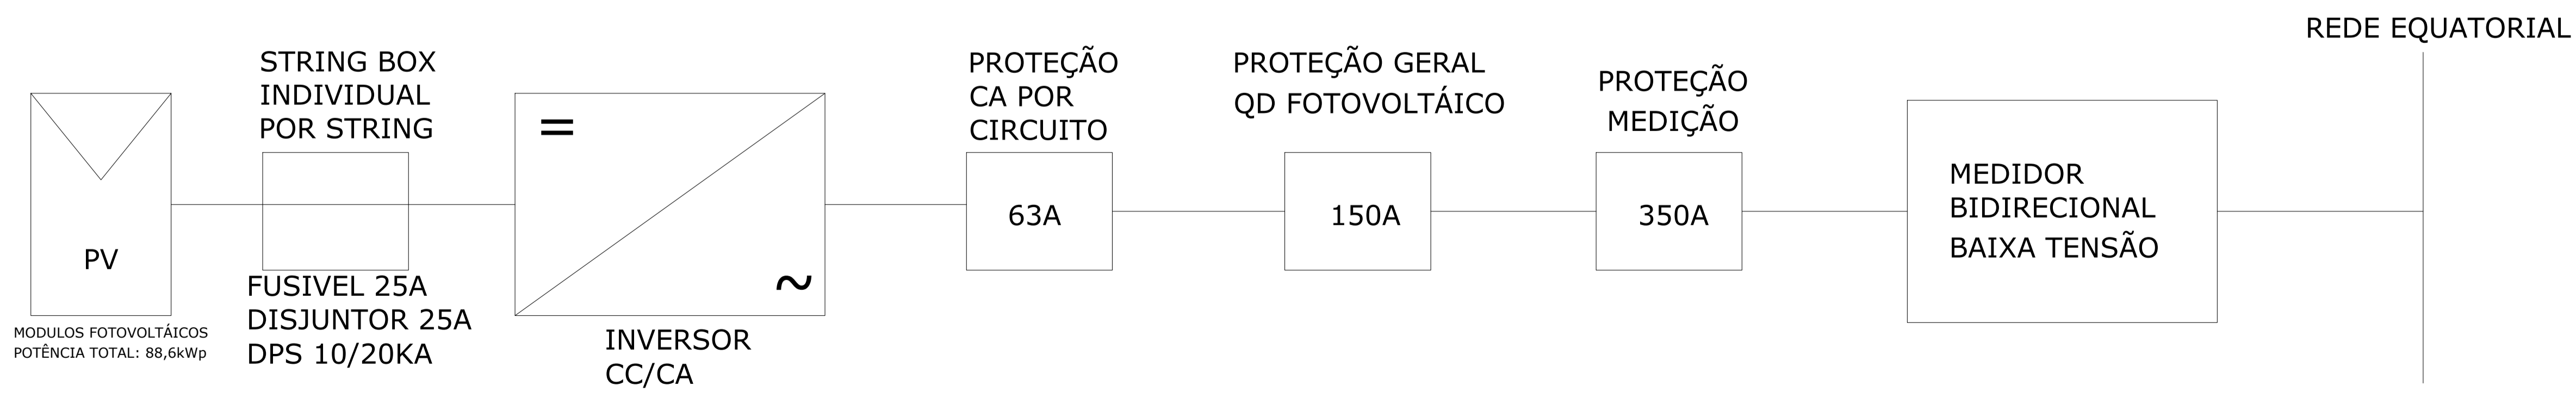 REDE EQUATORIAL
STRING BOX
INDIVIDUAL
POR STRING
PROTEÇÃO
CA POR
CIRCUITO
PROTEÇÃO GERAL
QD FOTOVOLTÁICO
PROTEÇÃO
MEDIÇÃO
=
~
PV
63A
150A
350A
MEDIDOR
BIDIRECIONAL
BAIXA TENSÃO
MODULOS FOTOVOLTÁICOS
POTÊNCIA TOTAL: 88,6kWp
FUSIVEL 25A
DISJUNTOR 25A
DPS 10/20KA
INVERSOR
CC/CA